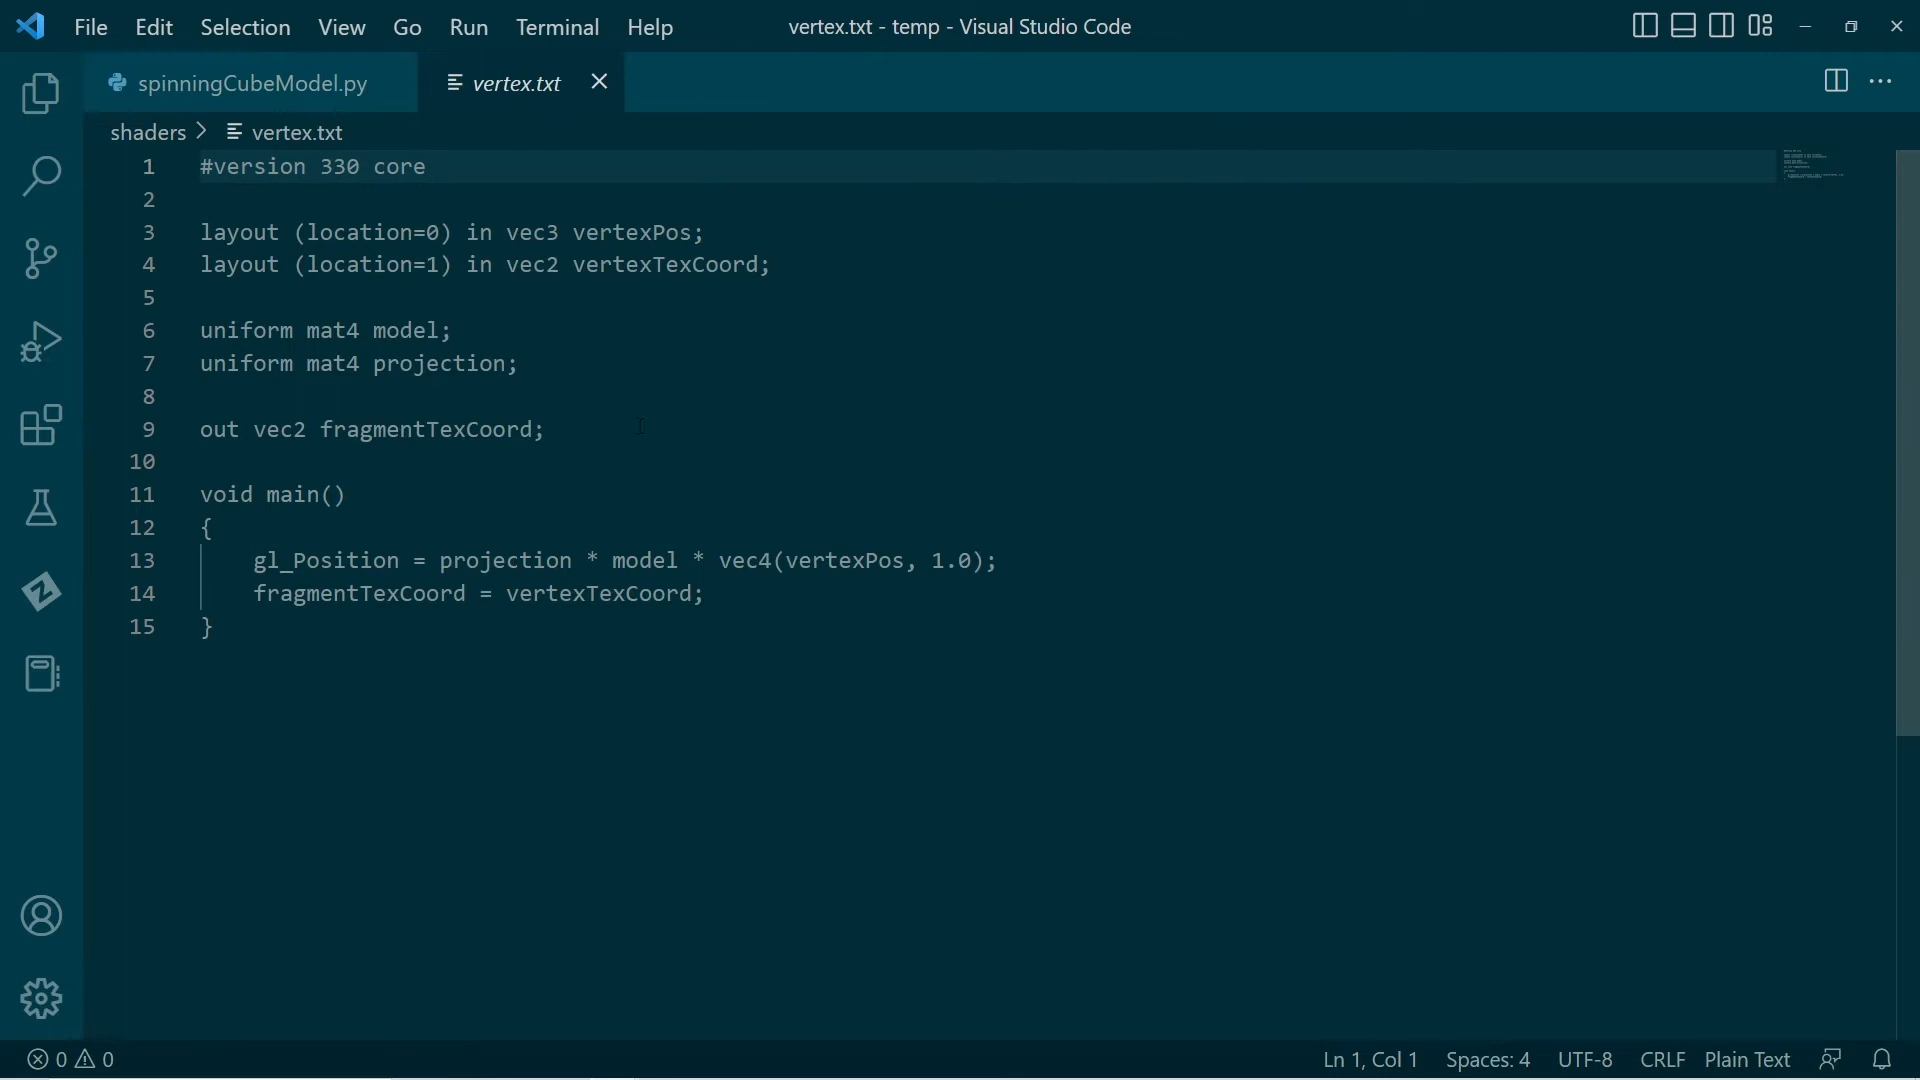 File Edit Selection View Go Run Terminal Help vertex.txt - temp - Visual Studio Code
spinningCubeModel.py vertex.txt
shaders > vertex.txt
1 #version 330 core
2
3 layout (location=0) in vec3 vertexPos;
4 layout (location=1) in vec2 vertexTexCoord;
5
6 uniform mat4 model;
7 uniform mat4 projection;
8
9 out vec2 fragmentTexCoord;
10
11 void main()
12 {
13     gl_Position = projection * model * vec4(vertexPos, 1.0);
14     fragmentTexCoord = vertexTexCoord;
15 }
0 0 Ln 1, Col 1 Spaces: 4 UTF-8 CRLF Plain Text